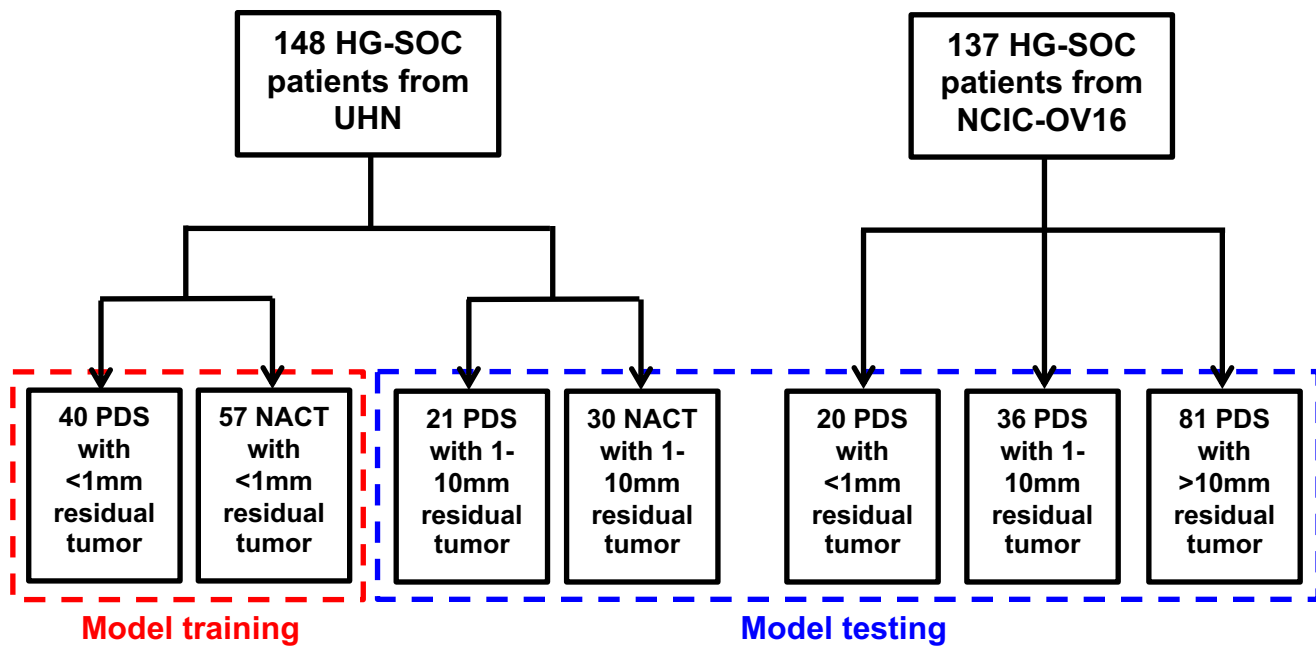 148 HG-SOC
patients from
UHN
137 HG-SOC
patients from
NCIC-OV16
40 PDS
with
<1mm
residual
tumor
57 NACT
with
<1mm
residual
tumor
21 PDS
with 1-
10mm
residual
tumor
30 NACT
with 1-
10mm
residual
tumor
20 PDS
with
<1mm
residual
tumor
36 PDS
with 1-
10mm
residual
tumor
81 PDS
with
>10mm
residual
tumor
Model training
Model testing